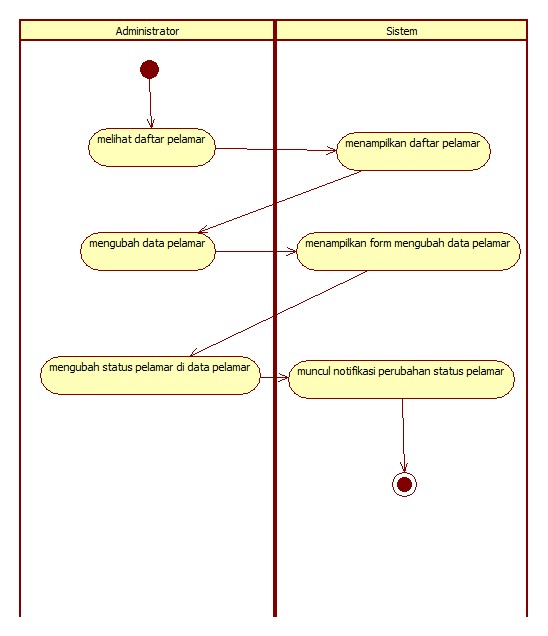 Administrator
Sistem
melihat daftar pelamar
menampilkan daftar pelamar
mengubah data pelamar
menampilkan form mengubah data pelamar
mengubah status pelamar di data pelamar
muncul notifikasi perubahan status pelamar